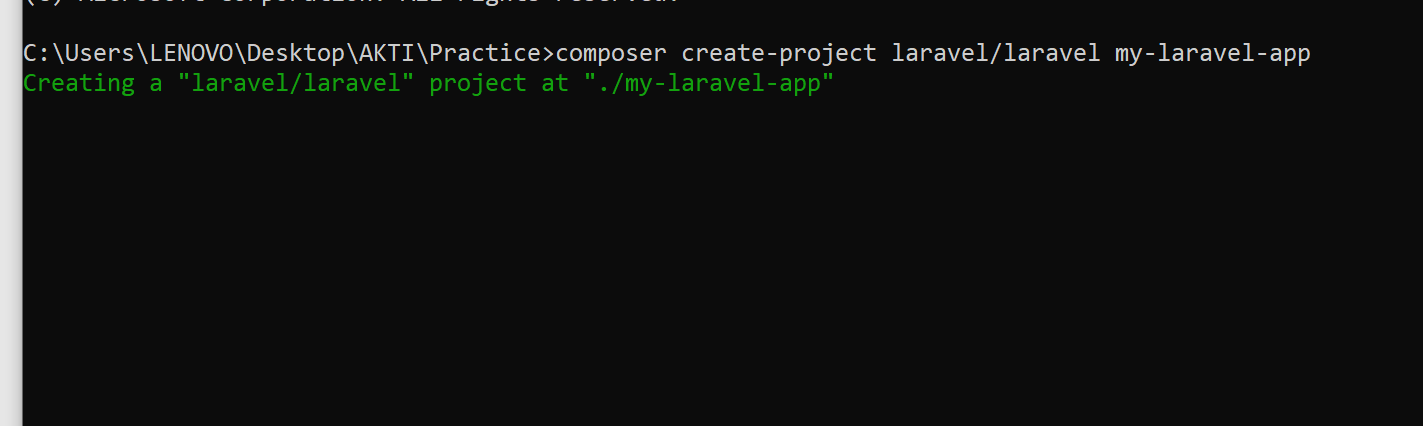 C:\Users\LENOVO\Desktop\AKTI\Practice>composer create-project laravel/laravel my-laravel-app
Creating a "laravel/laravel" project at "./my-laravel-app"